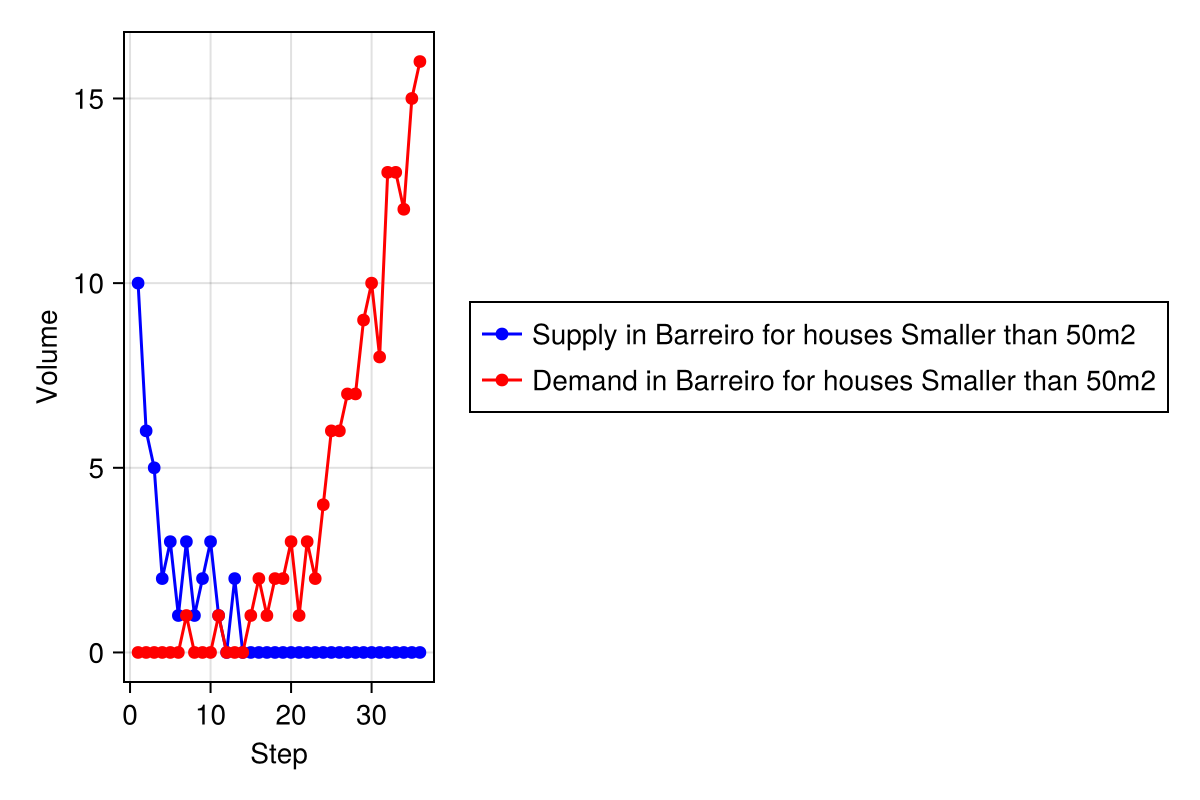 15
10
5
0
Volume
0 10 20 30
Step
Supply in Barreiro for houses Smaller than 50m2
Demand in Barreiro for houses Smaller than 50m2